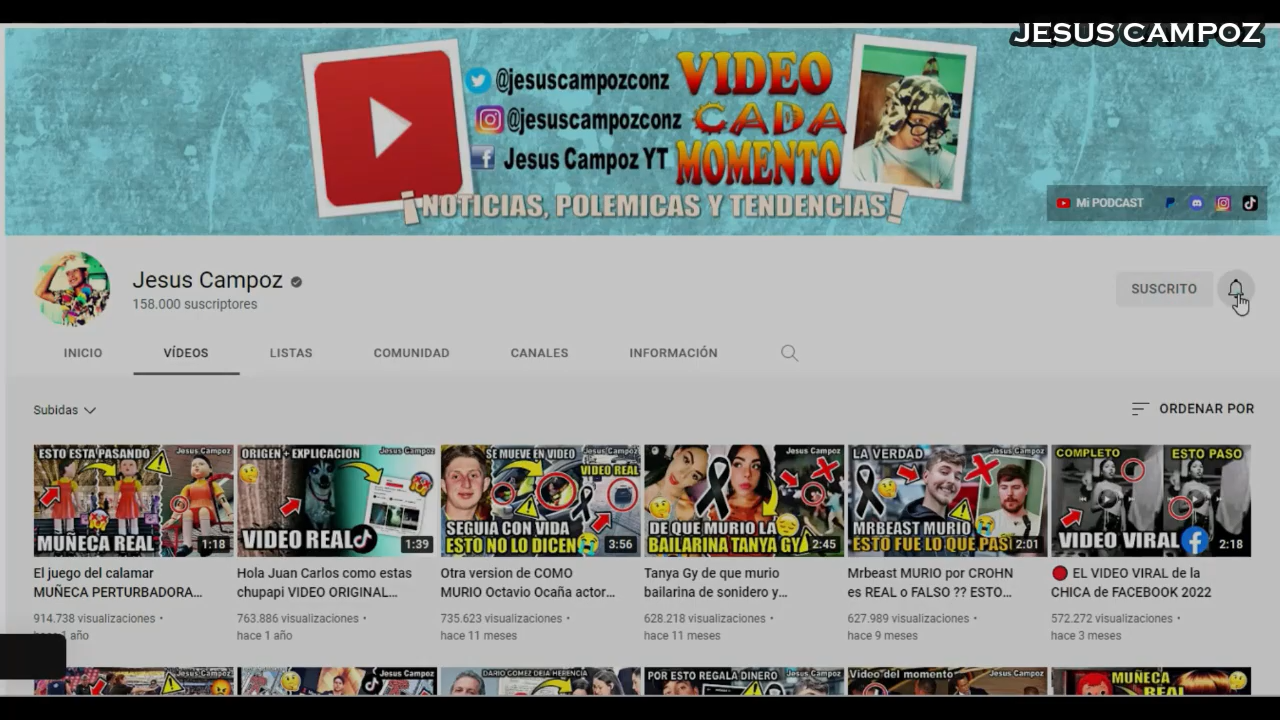 JESUS CAMPOZ
@jesuscampozconz
@jesuscampozconz
Jesus Campoz YT
VIDEO
CADA
MOMENTO
¡NOTICIAS, POLEMICAS Y TENDENCIAS!
Mi PODCAST
Jesus Campoz
158.000 suscriptores
SUSCRITO
INICIO VÍDEOS LISTAS COMUNIDAD CANALES INFORMACIÓN
Subidas
ORDENAR POR
ESTO ESTA PASANDO Jesus Campoz
MUÑECA REAL 1:18
ORIGEN + EXPLICACION Jesus Campoz
VIDEO REAL 1:39
SE MUEVE EN VIDEO Jesus Campoz
VIDEO REAL
SEGUIA CON VIDA
ESTO NO LO DICEN 3:56
Jesus Campoz
DE QUE MURIO LA
BAILARINA TANYA GY 2:45
LA VERDAD Jesus Campoz
MRBEAST MURIO
ESTO FUE LO QUE PASÓ 2:01
COMPLETO ESTO PASO
VIDEO VIRAL 2:18
El juego del calamar
MUÑECA PERTURBADORA...
914.738 visualizaciones •
hace 1 año
Hola Juan Carlos como estas
chupapi VIDEO ORIGINAL...
763.886 visualizaciones •
hace 1 año
Otra version de COMO
MURIO Octavio Ocaña actor...
735.623 visualizaciones •
hace 11 meses
Tanya Gy de que murio
bailarina de sonidero y...
628.218 visualizaciones •
hace 11 meses
Mrbeast MURIO por CROHN
es REAL o FALSO ?? ESTO...
627.989 visualizaciones •
hace 9 meses
EL VIDEO VIRAL de la
CHICA de FACEBOOK 2022
572.272 visualizaciones •
hace 3 meses
Jesus Campoz
Jesus Campoz
DARIO GOMEZ DEJA HERENCIA
POR ESTO REGALA DINERO
Video del momento Jesus Campoz
MUÑECA
REAL